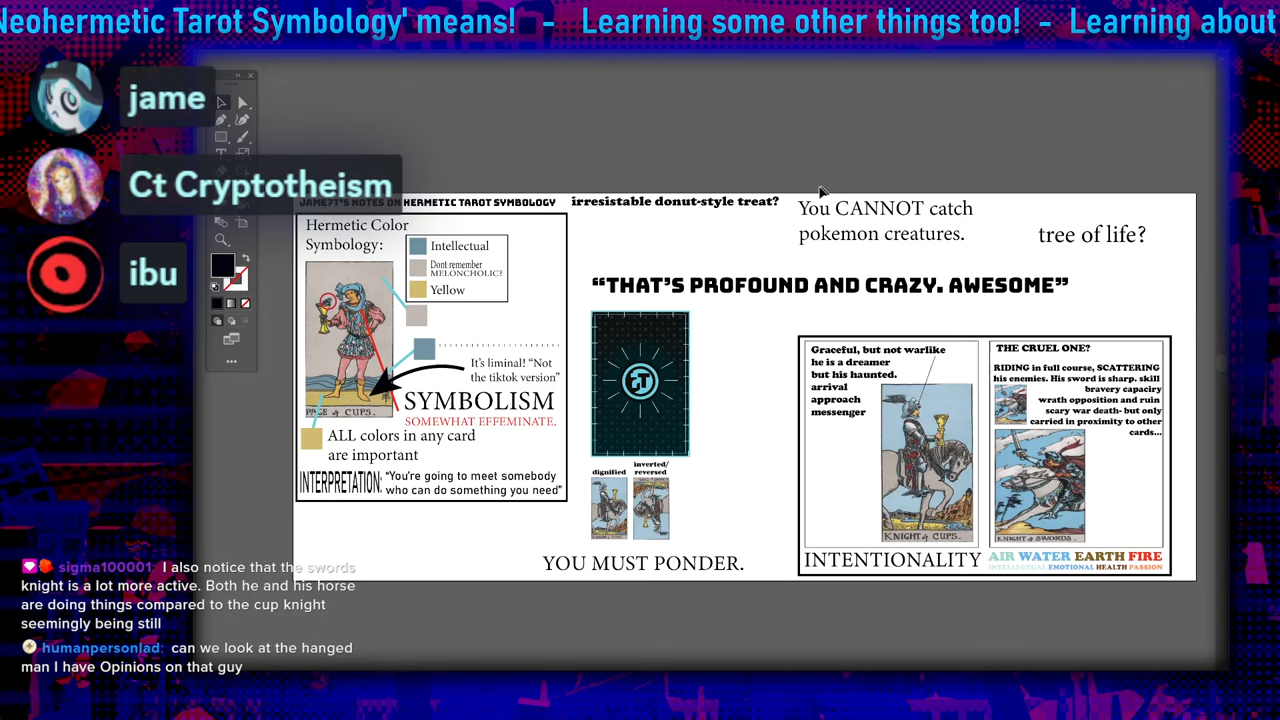 Neohermetic Tarot Symbology' means!   -   Learning some other things too!  -  Learning about
jame
Ct Cryptotheism
ibu
JAME?T'S NOTES ON HERMETIC TAROT SYMBOLOGY
Hermetic Color
Symbology:
Intellectual
Dont remember
MELONCHOLIC?
Yellow
It's liminal! “Not
the tiktok version”
PAGE of CUPS.
SYMBOLISM
SOMEWHAT EFFEMINATE.
ALL colors in any card
are important
INTERPRETATION:
“You're going to meet somebody
who can do something you need”
irresistable donut-style treat?
You CANNOT catch
pokemon creatures.
tree of life?
“THAT'S PROFOUND AND CRAZY. AWESOME”
dignified
inverted/
reversed
YOU MUST PONDER.
Graceful, but not warlike
he is a dreamer
but his haunted.
arrival
approach
messenger
KNIGHT of CUPS.
INTENTIONALITY
THE CRUEL ONE?
RIDING in full course, SCATTERING
his enemies. His sword is sharp. skill
bravery capaciry
wrath opposition and ruin
scary war death- but only
carried in proximity to other
cards...
KNIGHT of SWORDS.
AIR WATER EARTH FIRE
INTELLECTUAL EMOTIONAL HEALTH PASSION
sigma100001: I also notice that the swords
knight is a lot more active. Both he and his horse
are doing things compared to the cup knight
seemingly being still
humanpersonlad: can we look at the hanged
man I have Opinions on that guy